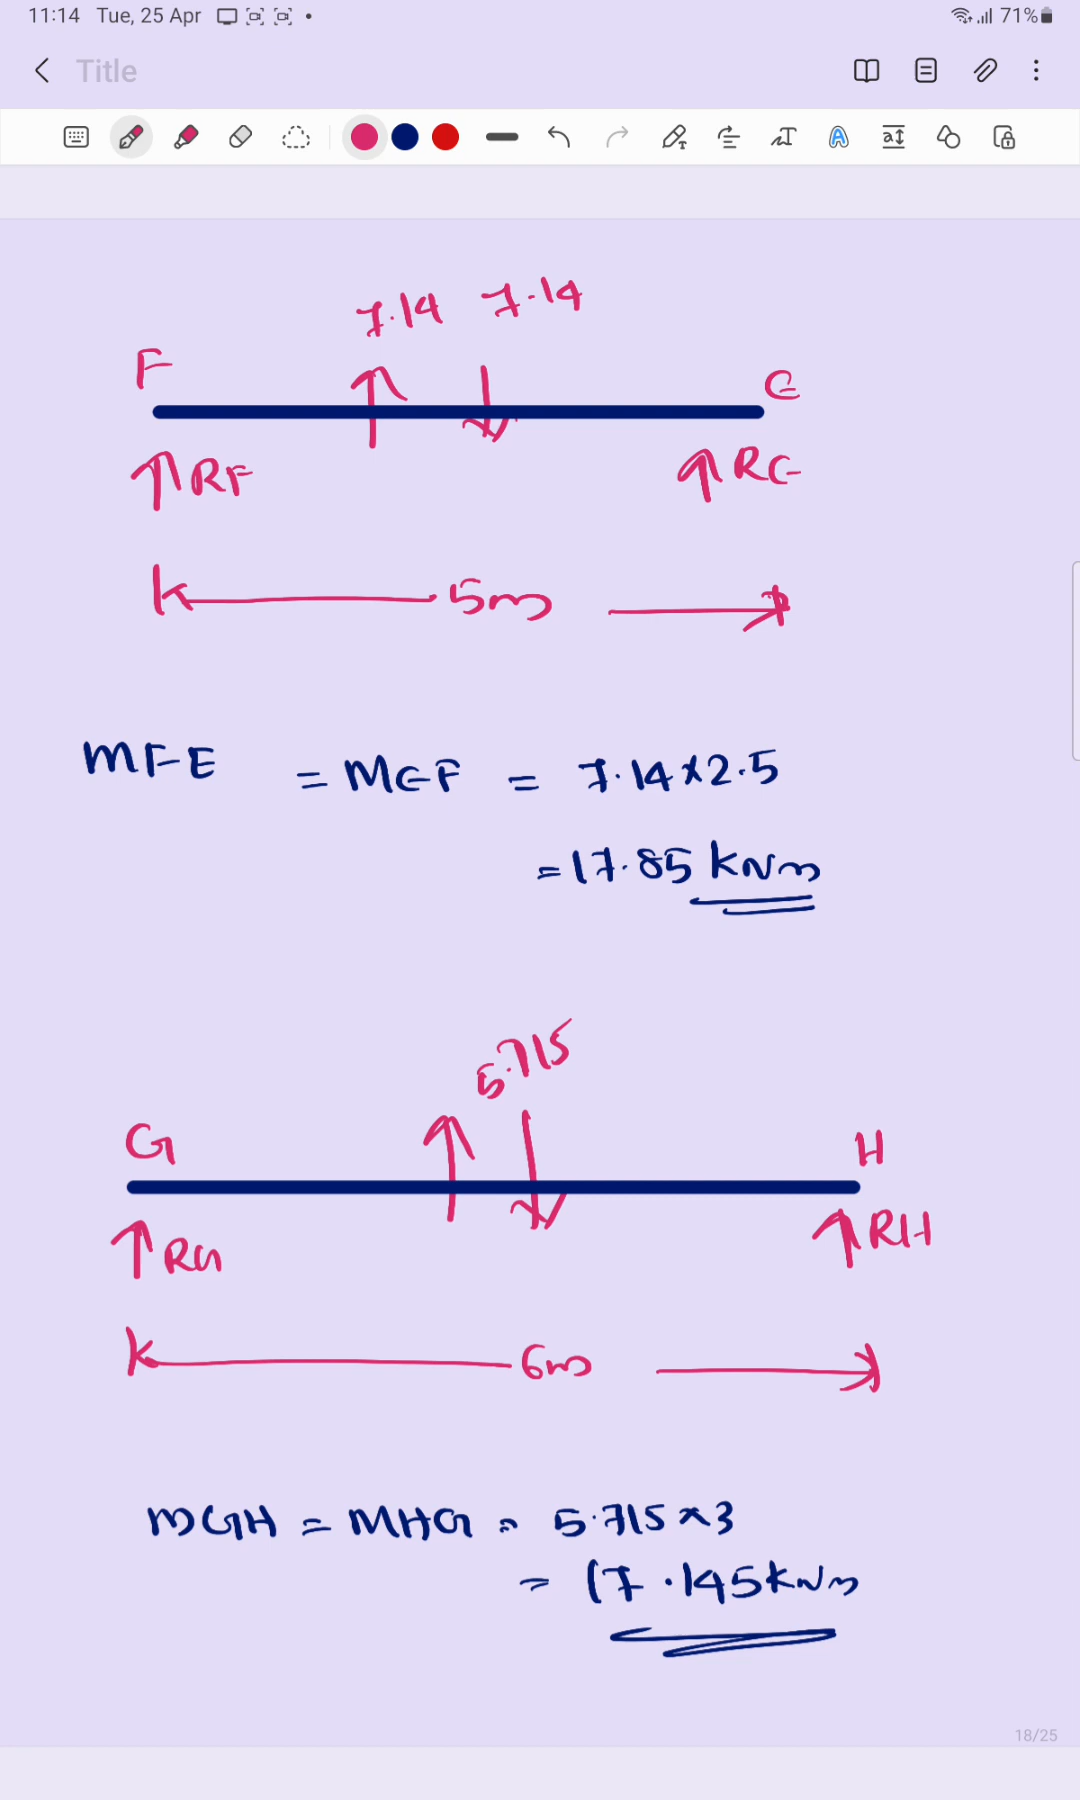 11:14 Tue, 25 Apr 71%
Title
7.14 7.14
F E
RF RE
5m
MFE = MEF = 7.14×2.5
=17.85 kNm
5.715
G H
RG RH
6m
MGH = MHG = 5.715×3
= 17.145kNm
18/25